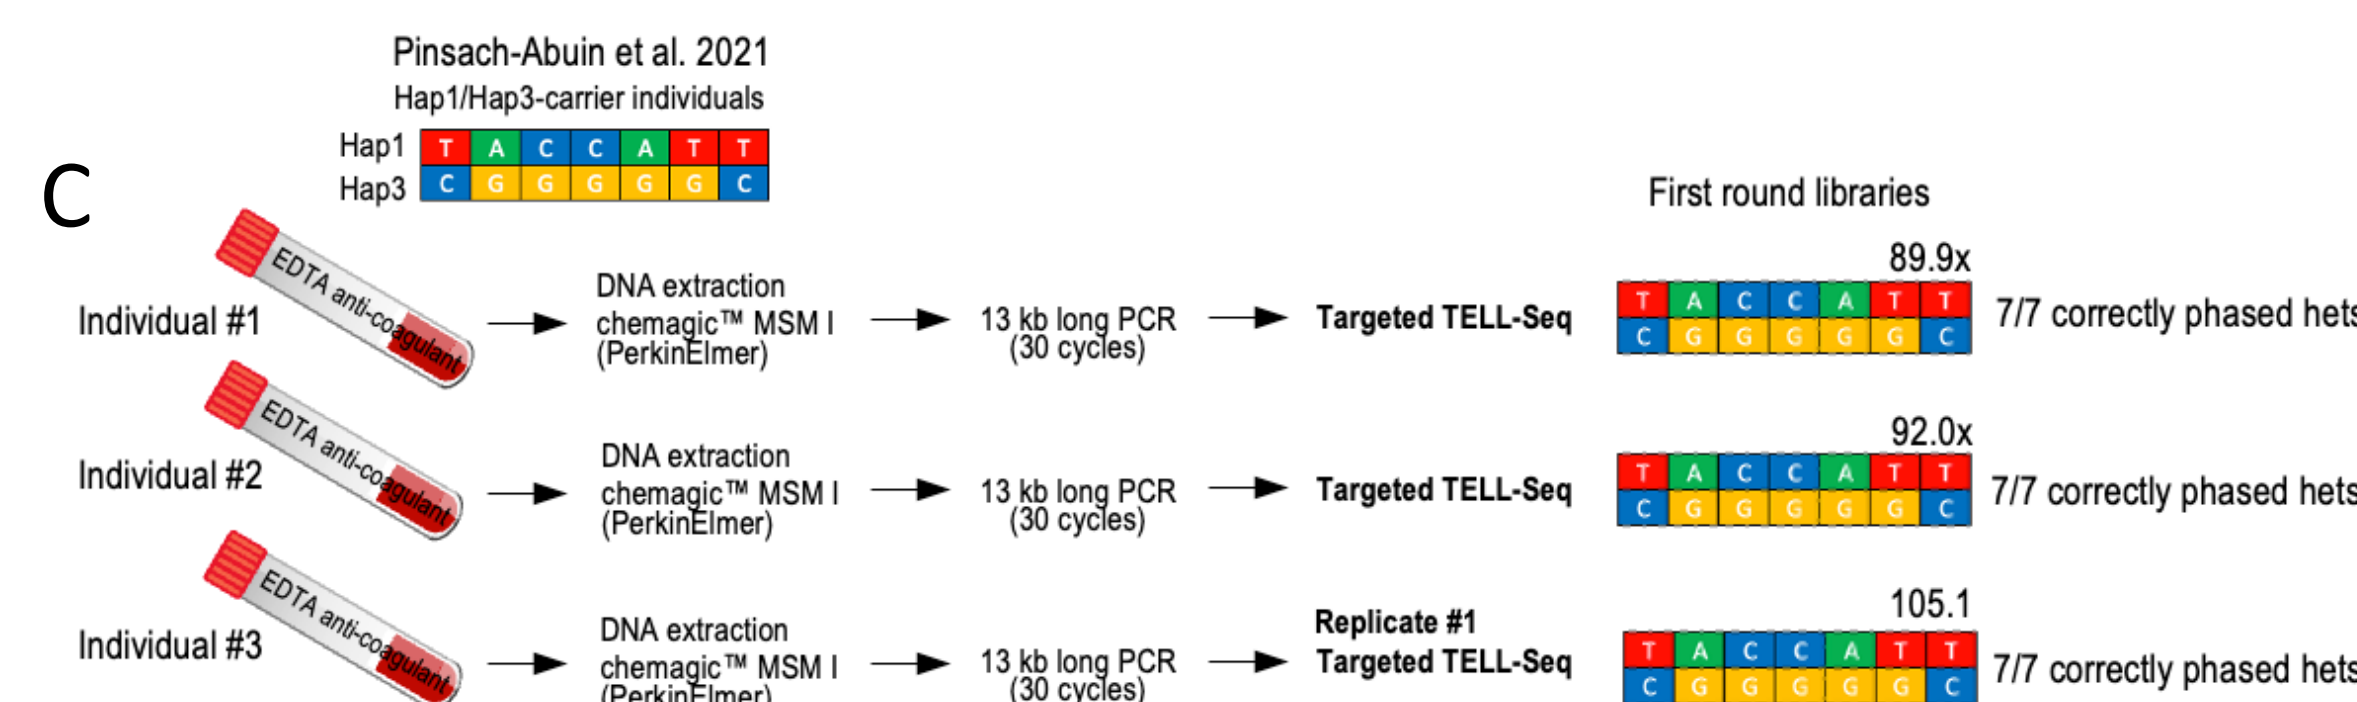 Pinsach-Abuin et al. 2021
Hap1/Hap3-carrier individuals
Hap1 T A C C A T T
Hap3 C G G G G G C
C
First round libraries
Individual #1
EDTA anti-coagulant
DNA extraction
chemagic™ MSM I
(PerkinElmer)
13 kb long PCR
(30 cycles)
Targeted TELL-Seq
89.9x
T A C C A T T
C G G G G G C
7/7 correctly phased hets
Individual #2
EDTA anti-coagulant
DNA extraction
chemagic™ MSM I
(PerkinElmer)
13 kb long PCR
(30 cycles)
Targeted TELL-Seq
92.0x
T A C C A T T
C G G G G G C
7/7 correctly phased hets
Individual #3
EDTA anti-coagulant
DNA extraction
chemagic™ MSM I
(PerkinElmer)
13 kb long PCR
(30 cycles)
Replicate #1
Targeted TELL-Seq
105.1
T A C C A T T
C G G G G G C
7/7 correctly phased hets